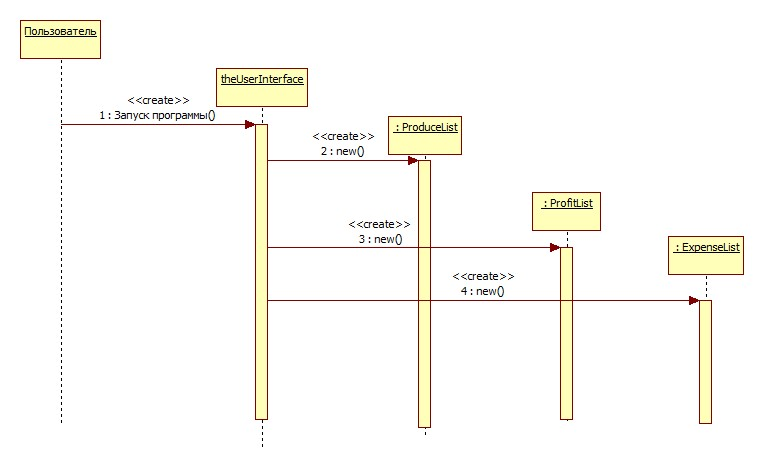 Пользователь
theUserInterface
<<create>>
1 : Запуск программы()
: ProduceList
<<create>>
2 : new()
: ProfitList
<<create>>
3 : new()
: ExpenseList
<<create>>
4 : new()